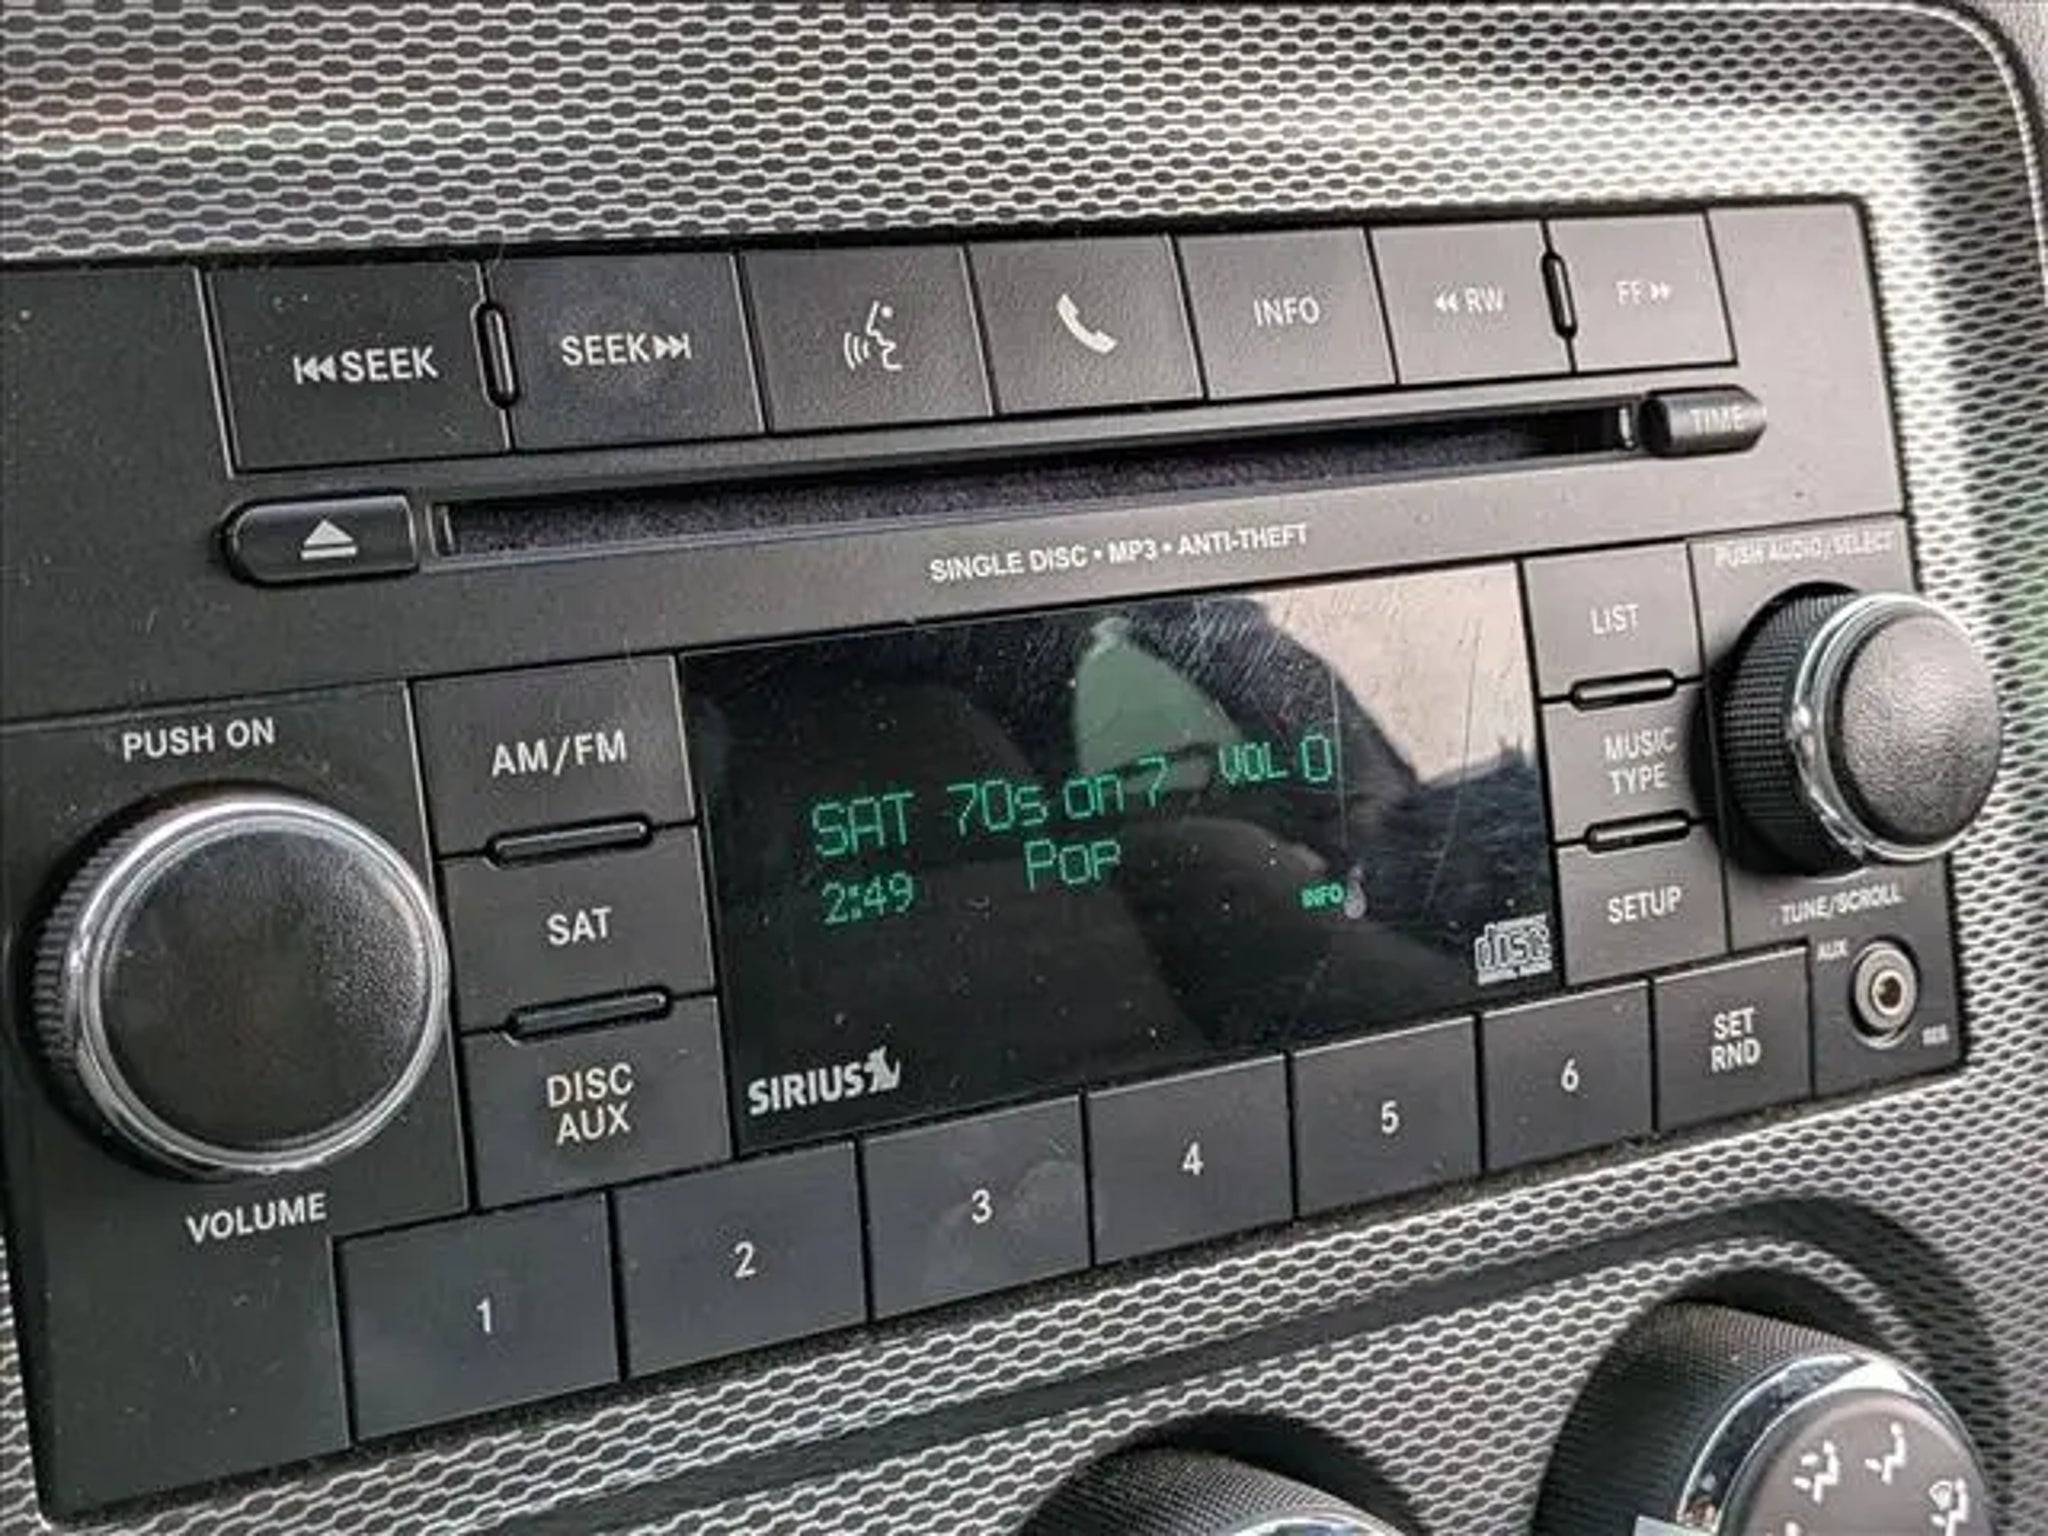 SEEK
SEEK
INFO
RW
FF
TIME
SINGLE DISC • MP3 • ANTI-THEFT
PUSH AUDIO/SELECT
PUSH ON
AM/FM
SAT
DISC
AUX
VOLUME
SAT 70s on 7 VOL 0
2:49 Pop
INFO
SIRIUS
disc
LIST
MUSIC
TYPE
SETUP
TUNE/SCROLL
AUX
1
2
3
4
5
6
SET
RND